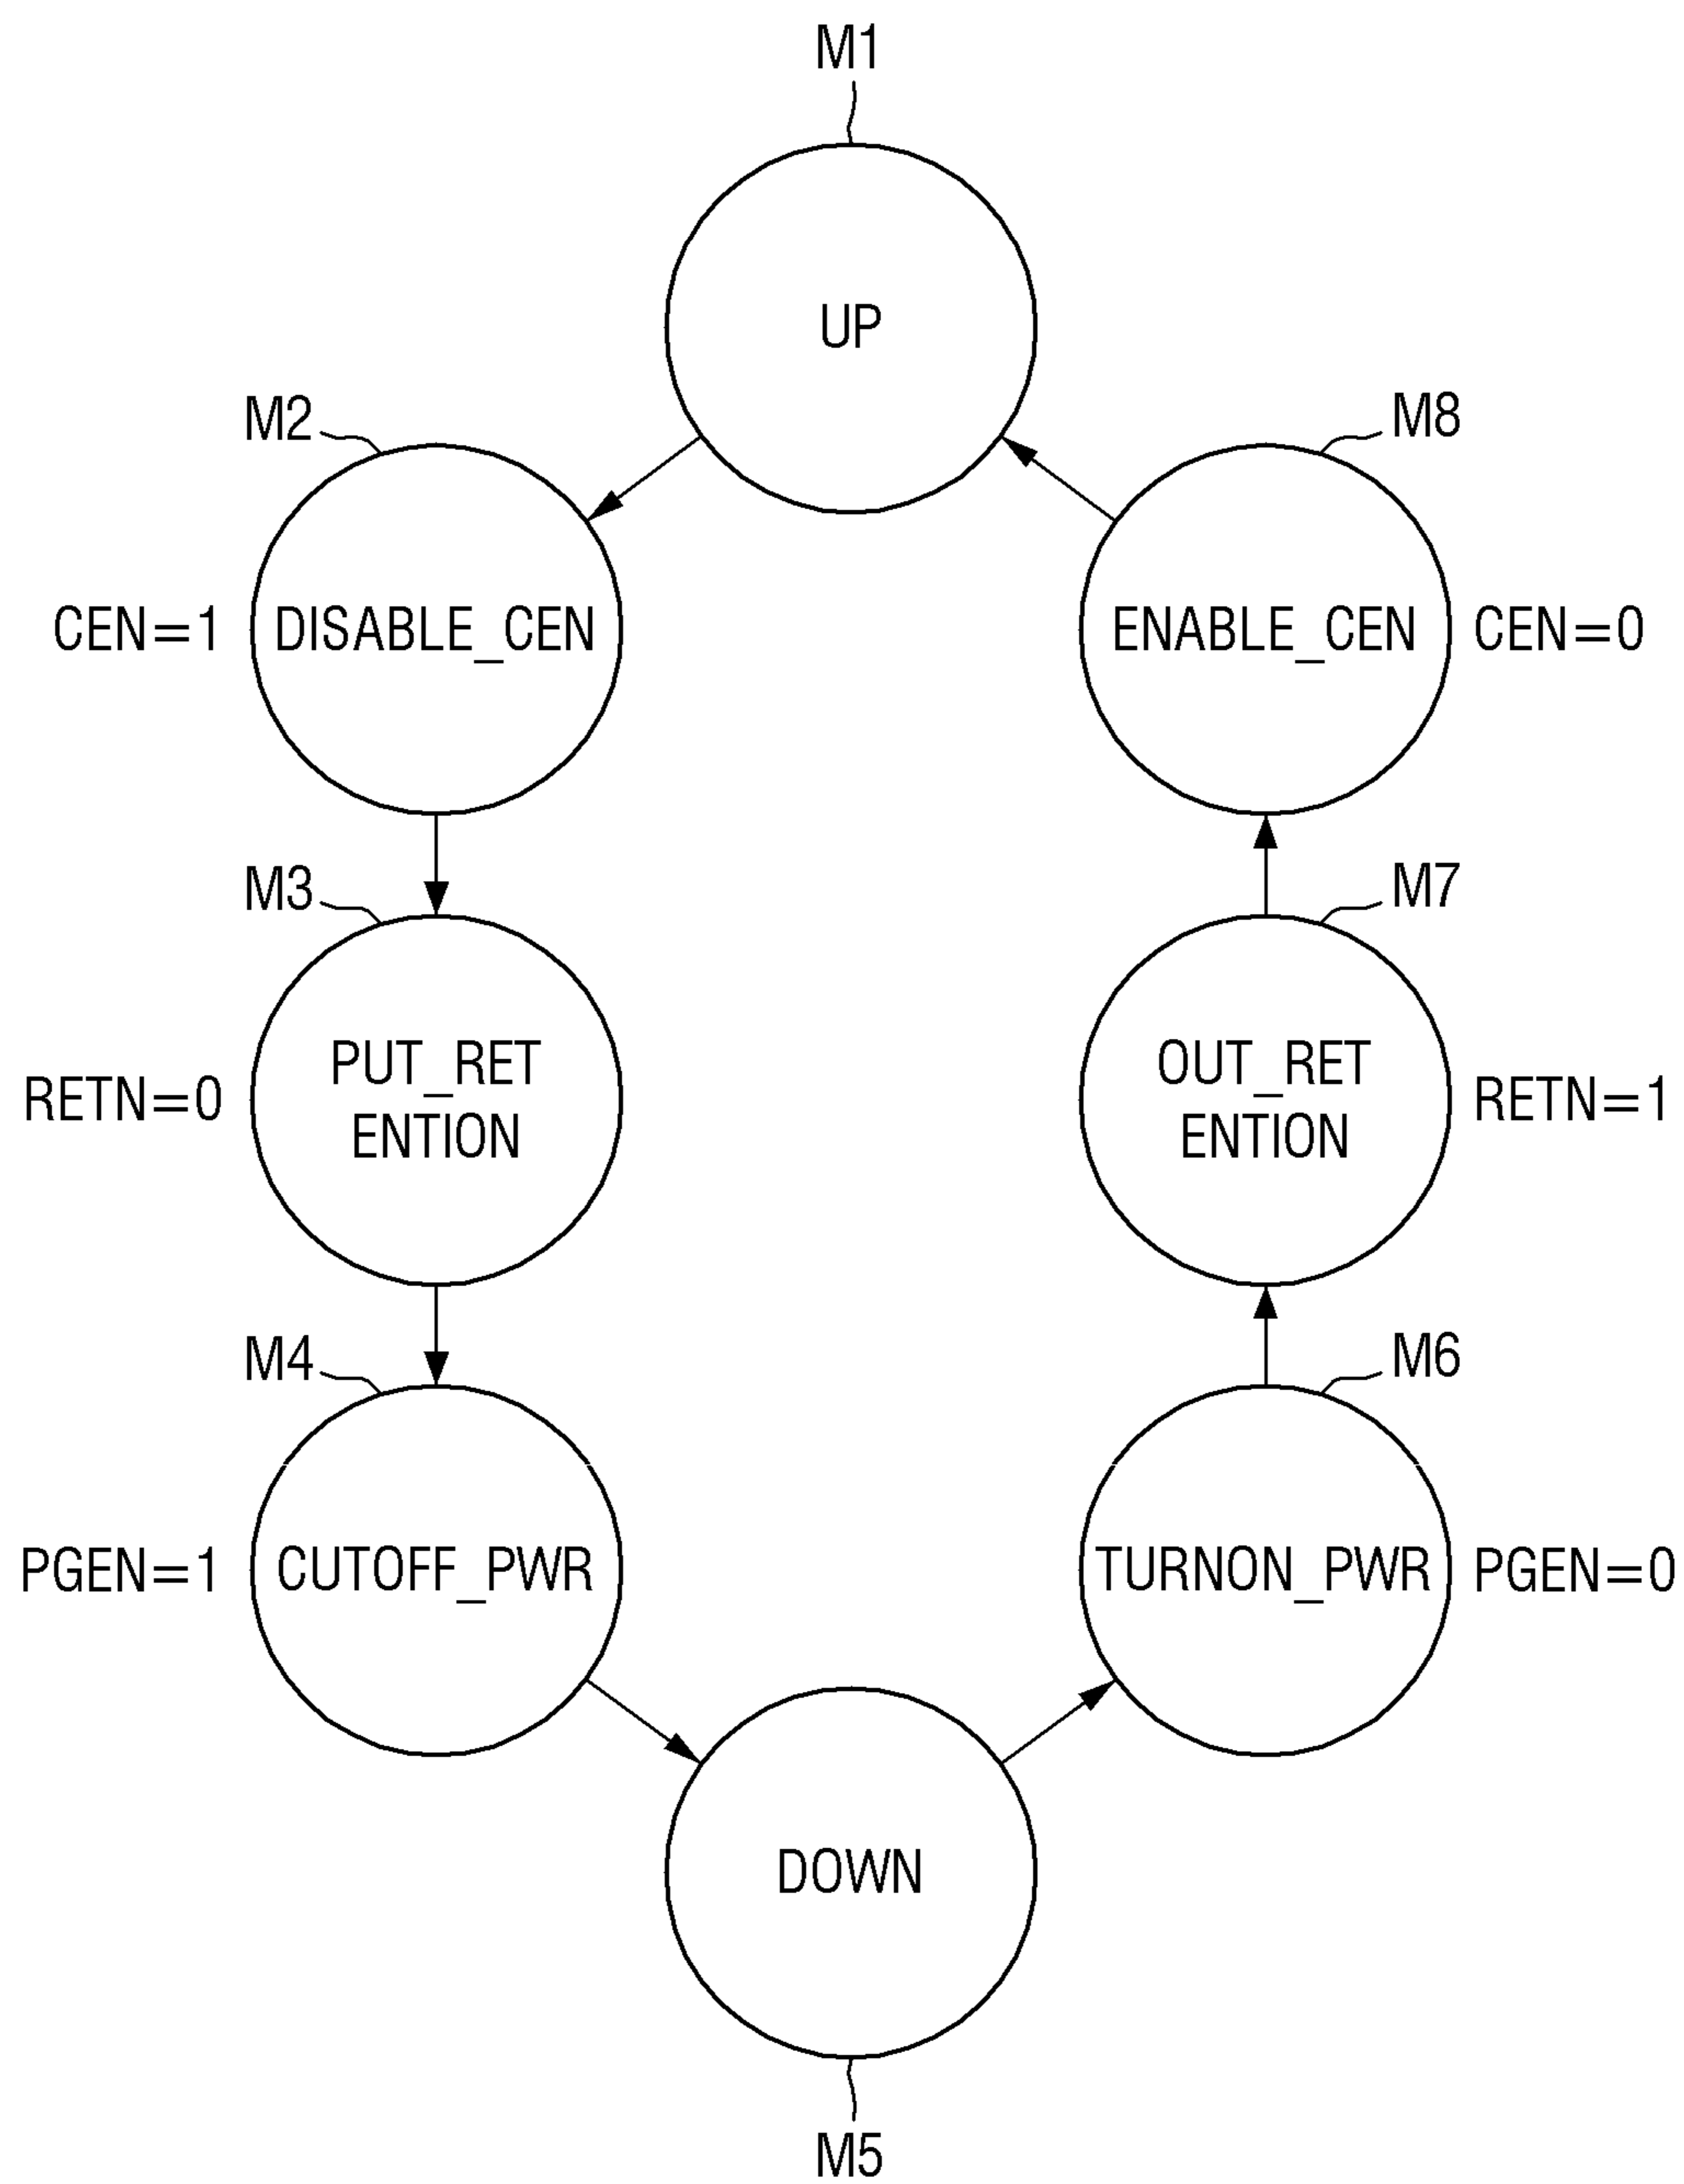 M1
UP
M2
M8
CEN=1
DISABLE_CEN
ENABLE_CEN
CEN=0
M3
M7
RETN=0
PUT_RET
ENTION
OUT_RET
ENTION
RETN=1
M4
M6
PGEN=1
CUTOFF_PWR
TURNON_PWR
PGEN=0
DOWN
M5